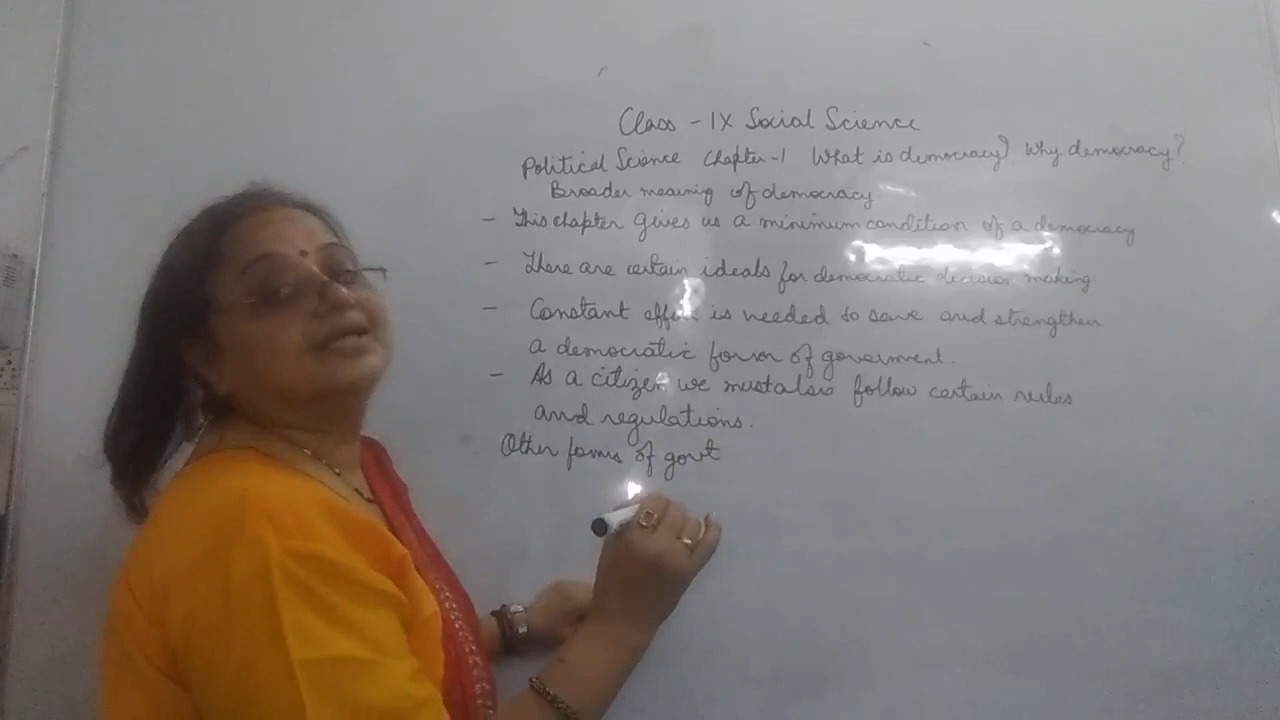 Class - IX Social Science
Political Science Chapter-1 What is democracy? Why democracy?
Broader meaning of democracy
- This chapter gives us a minimum condition of a democracy
- There are certain ideals for democratic decision making
- Constant effort is needed to save and strengthen
a democratic form of goverment.
- As a citizen we must also follow certain rules
and regulations.
Other forms of govt